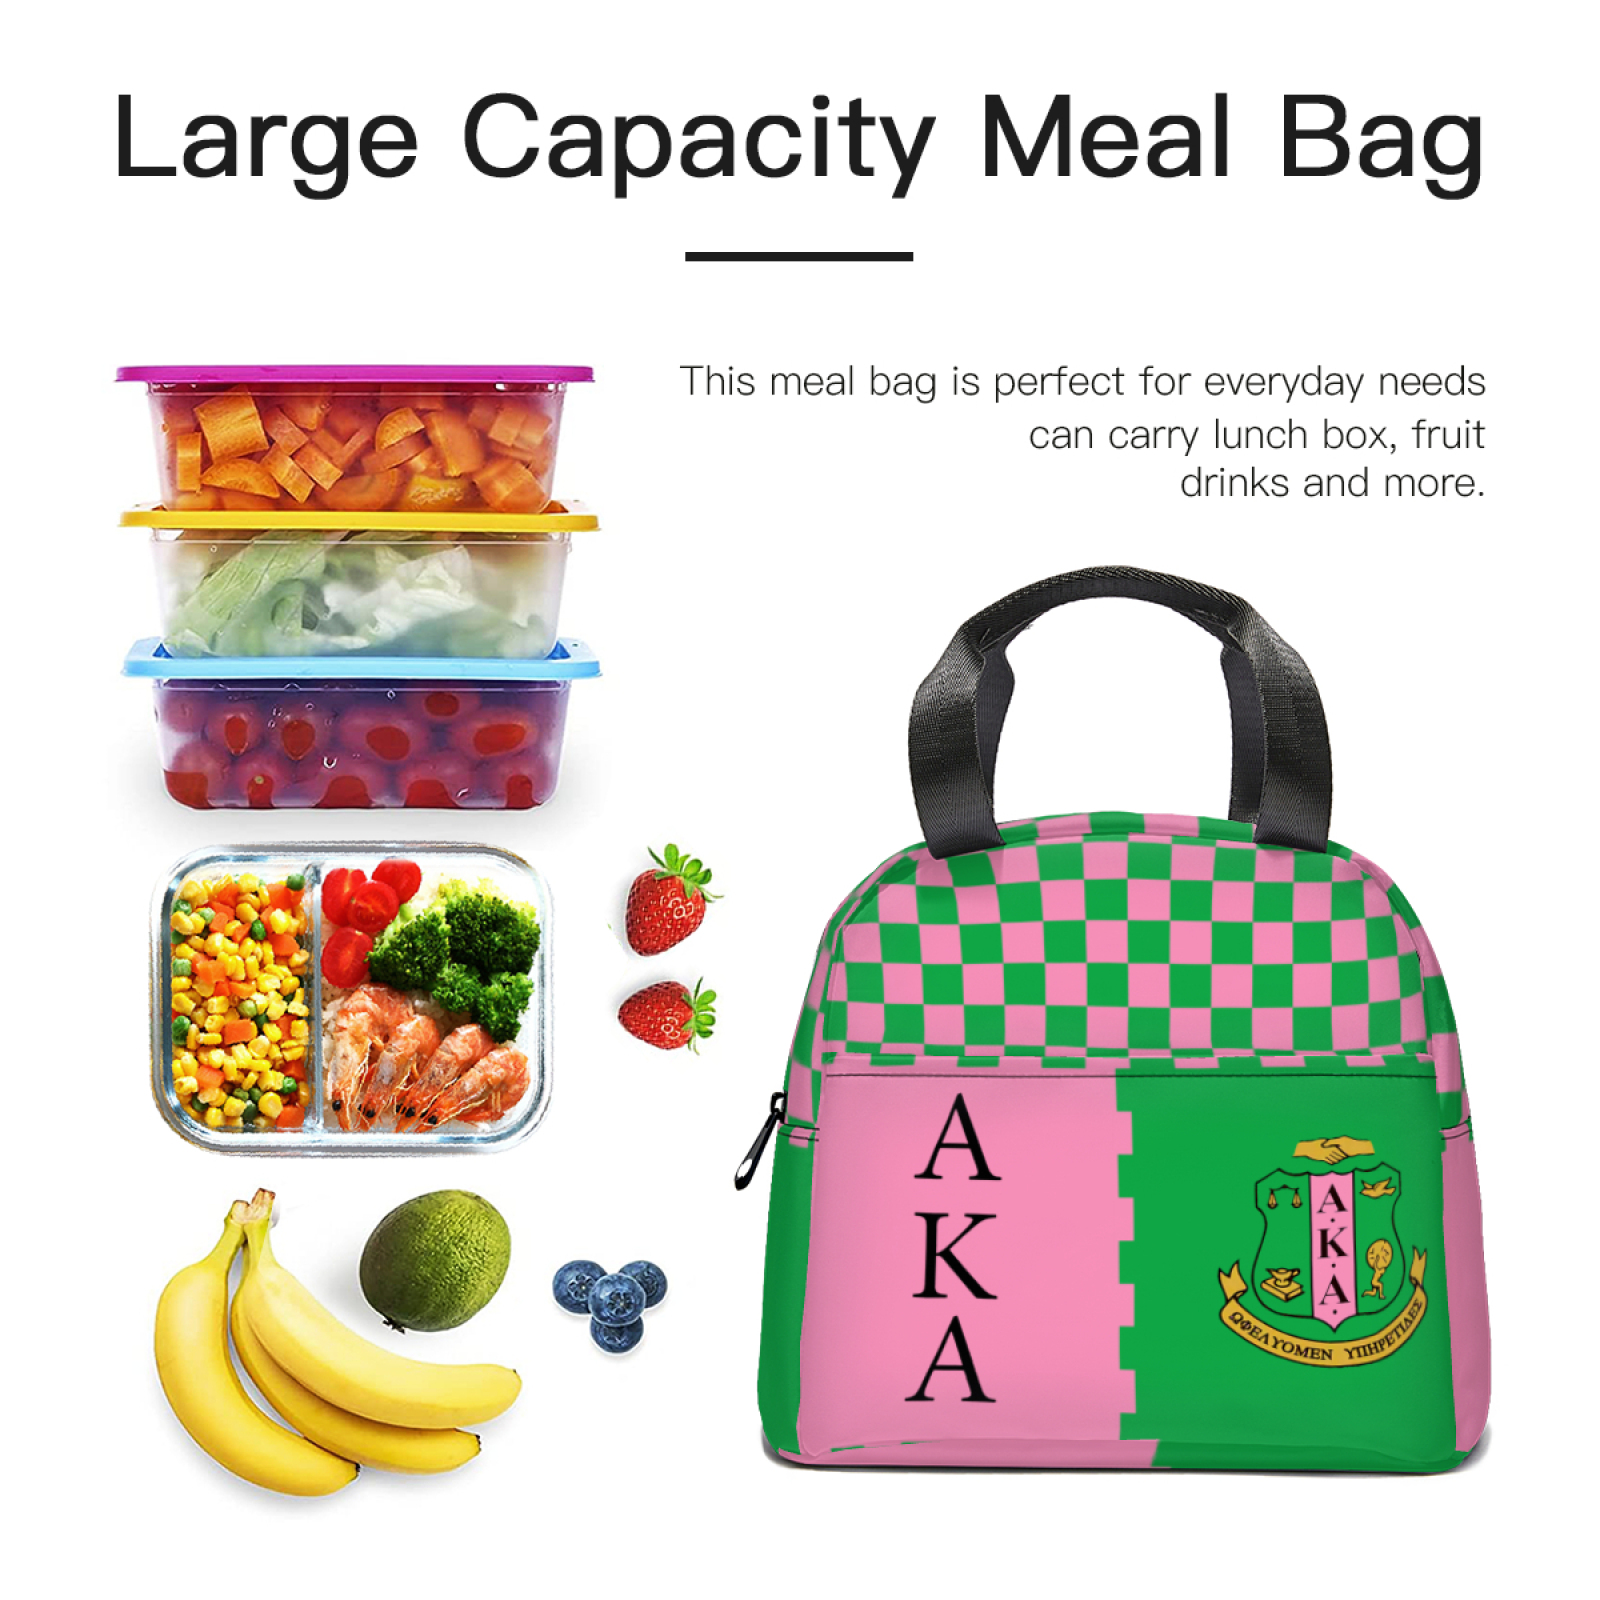 Large Capacity Meal Bag
This meal bag is perfect for everyday needs
can carry lunch box, fruit
drinks and more.
Α
Κ
Α
Α
·
Κ
·
Α
·
ΩΦΕΛΥΟΜΕΝ ΥΠΗΡΕΤΙΔΕΣ